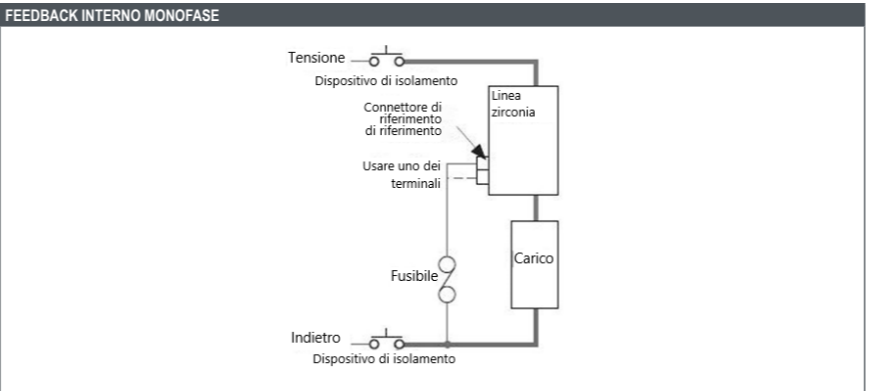 FEEDBACK INTERNO MONOFASE
Tensione
Dispositivo di isolamento
Linea
zirconia
Connettore di
riferimento
di riferimento
Usare uno dei
terminali
Carico
Fusibile
Indietro
Dispositivo di isolamento